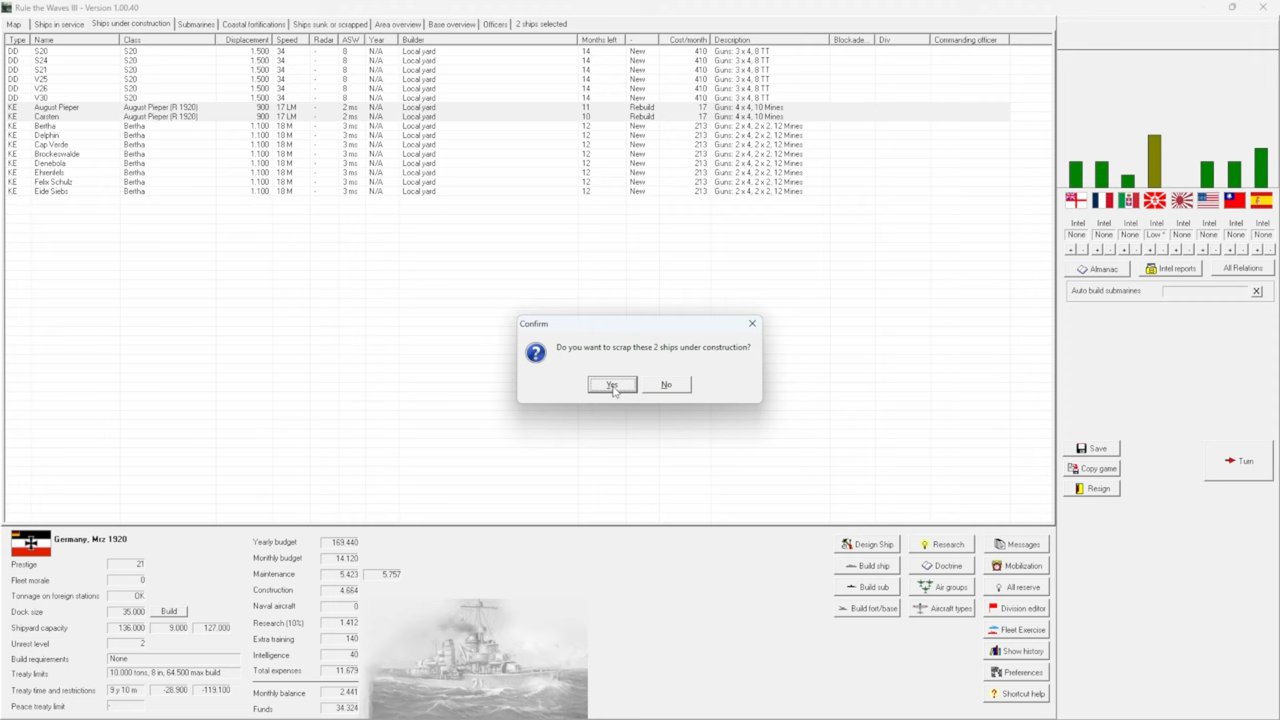 Rule the Waves III - Version 1.00.40
Map Ships in service Ships under construction Submarines Coastal fortifications Ships sunk or scrapped Area overview Base overview Officers 2 ships selected
Type Name Class Displacement Speed Radar ASW Year Builder Months left - Cost/month Description Blockade... Div Commanding officer
DD S20 S20 1.500 34 - 8 N/A Local yard 14 New 410 Guns: 3 x 4, 8 TT
DD S24 S20 1.500 34 - 8 N/A Local yard 14 New 410 Guns: 3 x 4, 8 TT
DD S21 S20 1.500 34 - 8 N/A Local yard 14 New 410 Guns: 3 x 4, 8 TT
DD V25 S20 1.500 34 - 8 N/A Local yard 14 New 410 Guns: 3 x 4, 8 TT
DD V26 S20 1.500 34 - 8 N/A Local yard 14 New 410 Guns: 3 x 4, 8 TT
DD V30 S20 1.500 34 - 8 N/A Local yard 14 New 410 Guns: 3 x 4, 8 TT
KE August Pieper August Pieper (R 1920) 900 17 LM - 2 ms N/A Local yard 11 Rebuild 17 Guns: 4 x 4, 10 Mines
KE Carsten August Pieper (R 1920) 900 17 LM - 2 ms N/A Local yard 10 Rebuild 17 Guns: 4 x 4, 10 Mines
KE Bertha Bertha 1.100 18 M - 3 ms N/A Local yard 12 New 213 Guns: 2 x 4, 2 x 2, 12 Mines
KE Delphin Bertha 1.100 18 M - 3 ms N/A Local yard 12 New 213 Guns: 2 x 4, 2 x 2, 12 Mines
KE Cap Verde Bertha 1.100 18 M - 3 ms N/A Local yard 12 New 213 Guns: 2 x 4, 2 x 2, 12 Mines
KE Brockeswalde Bertha 1.100 18 M - 3 ms N/A Local yard 12 New 213 Guns: 2 x 4, 2 x 2, 12 Mines
KE Denebola Bertha 1.100 18 M - 3 ms N/A Local yard 12 New 213 Guns: 2 x 4, 2 x 2, 12 Mines
KE Ehrenfels Bertha 1.100 18 M - 3 ms N/A Local yard 12 New 213 Guns: 2 x 4, 2 x 2, 12 Mines
KE Felix Schulz Bertha 1.100 18 M - 3 ms N/A Local yard 12 New 213 Guns: 2 x 4, 2 x 2, 12 Mines
KE Eide Siebs Bertha 1.100 18 M - 3 ms N/A Local yard 12 New 213 Guns: 2 x 4, 2 x 2, 12 Mines
Intel Intel Intel Intel Intel Intel Intel Intel
None None None Low * None None None None
+ - + - + - + - + - + - + - + -
Almanac Intel reports All Relations
Auto build submarines X
Confirm
Do you want to scrap these 2 ships under construction?
Yes No
Save
Copy game
Resign
Turn
Germany, Mrz 1920
Prestige 21
Fleet morale 0
Tonnage on foreign stations OK
Dock size 35.000 Build
Shipyard capacity 136.000 9.000 127.000
Unrest level 2
Build requirements None
Treaty limits 10.000 tons, 8 in, 64.500 max build
Treaty time and restrictions 9 y 10 m -28.900 -119.100
Peace treaty limit -
Yearly budget 169.440
Monthly budget 14.120
Maintenance 5.423 5.757
Construction 4.664
Naval aircraft 0
Research (10%) 1.412
Extra training 140
Intelligence 40
Total expenses 11.679
Monthly balance 2.441
Funds 34.324
Design Ship Research Messages
Build ship Doctrine Mobilization
Build sub Air groups All reserve
Build fort/base Aircraft types Division editor
Fleet Exercise
Show history
Preferences
Shortcut help